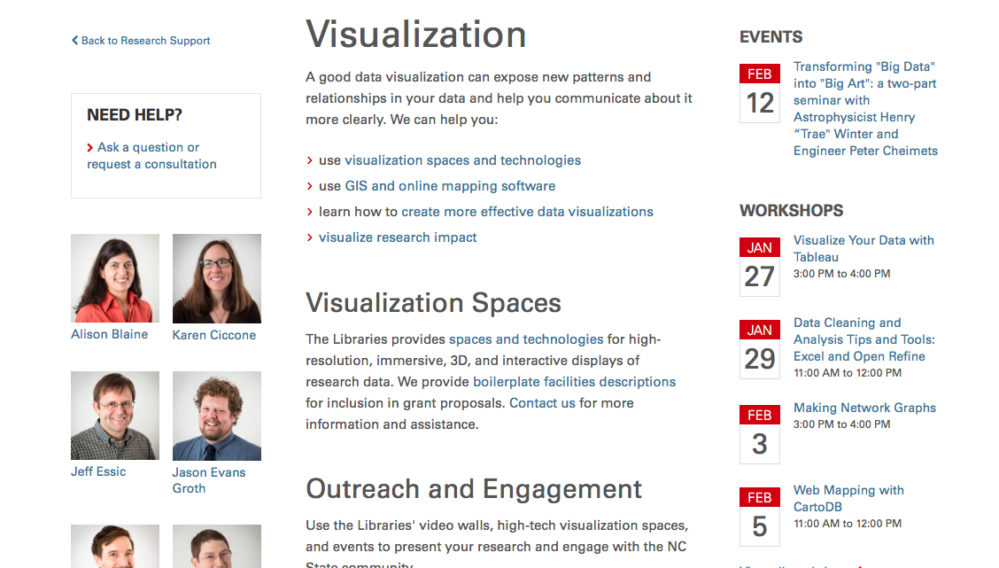 Back to Research Support
NEED HELP?
Ask a question or
request a consultation
Alison Blaine
Karen Ciccone
Jeff Essic
Jason Evans
Groth
Visualization
A good data visualization can expose new patterns and
relationships in your data and help you communicate about it
more clearly. We can help you:
use visualization spaces and technologies
use GIS and online mapping software
learn how to create more effective data visualizations
visualize research impact
Visualization Spaces
The Libraries provides spaces and technologies for high-
resolution, immersive, 3D, and interactive displays of
research data. We provide boilerplate facilities descriptions
for inclusion in grant proposals. Contact us for more
information and assistance.
Outreach and Engagement
Use the Libraries' video walls, high-tech visualization spaces,
and events to present your research and engage with the NC
State community.
EVENTS
FEB
12
Transforming "Big Data"
into "Big Art": a two-part
seminar with
Astrophysicist Henry
“Trae" Winter and
Engineer Peter Cheimets
WORKSHOPS
JAN
27
Visualize Your Data with
Tableau
3:00 PM to 4:00 PM
JAN
29
Data Cleaning and
Analysis Tips and Tools:
Excel and Open Refine
11:00 AM to 12:00 PM
FEB
3
Making Network Graphs
3:00 PM to 4:00 PM
FEB
5
Web Mapping with
CartoDB
11:00 AM to 12:00 PM